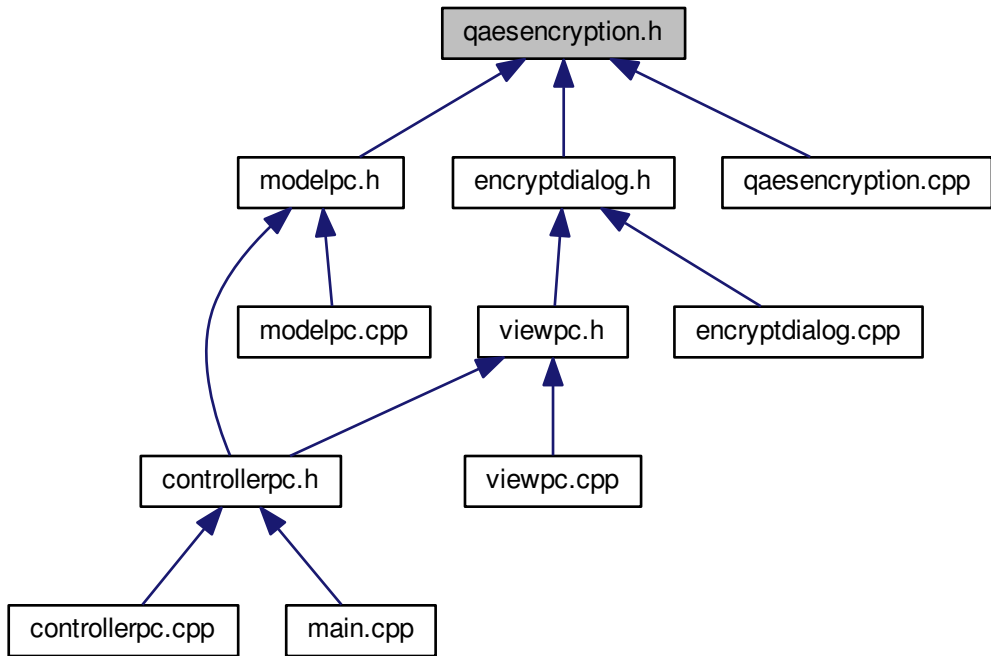 qaesencryption.h
modelpc.h
encryptdialog.h
qaesencryption.cpp
modelpc.cpp
viewpc.h
encryptdialog.cpp
controllerpc.h
viewpc.cpp
controllerpc.cpp
main.cpp